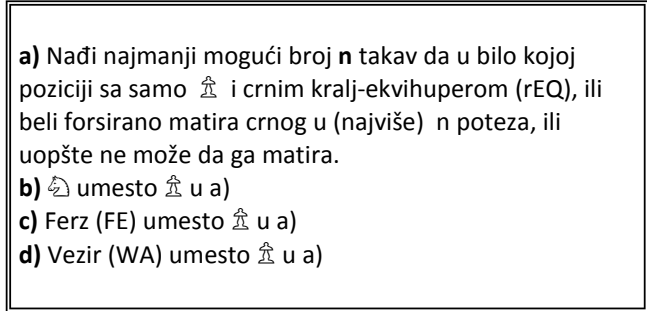 a) Nađi najmanji mogući broj n takav da u bilo kojoj
poziciji sa samo ♙ i crnim kralj-ekvihuperom (rEQ), ili
beli forsirano matira crnog u (najviše) n poteza, ili
uopšte ne može da ga matira.
b) ♘ umesto ♙ u a)
c) Ferz (FE) umesto ♙ u a)
d) Vezir (WA) umesto ♙ u a)